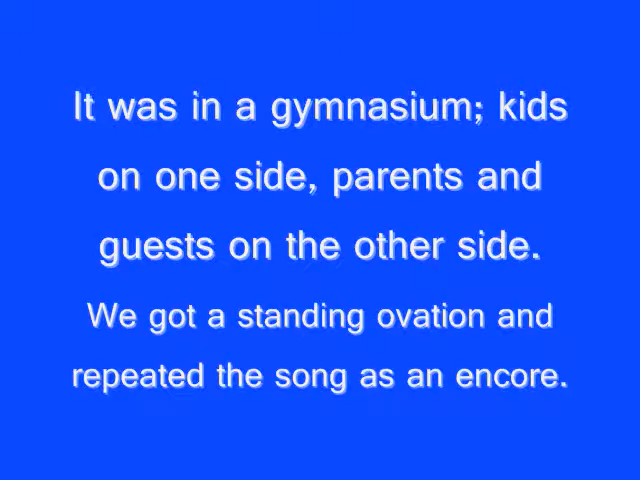 It was in a gymnasium; kids
on one side, parents and
guests on the other side.
We got a standing ovation and
repeated the song as an encore.